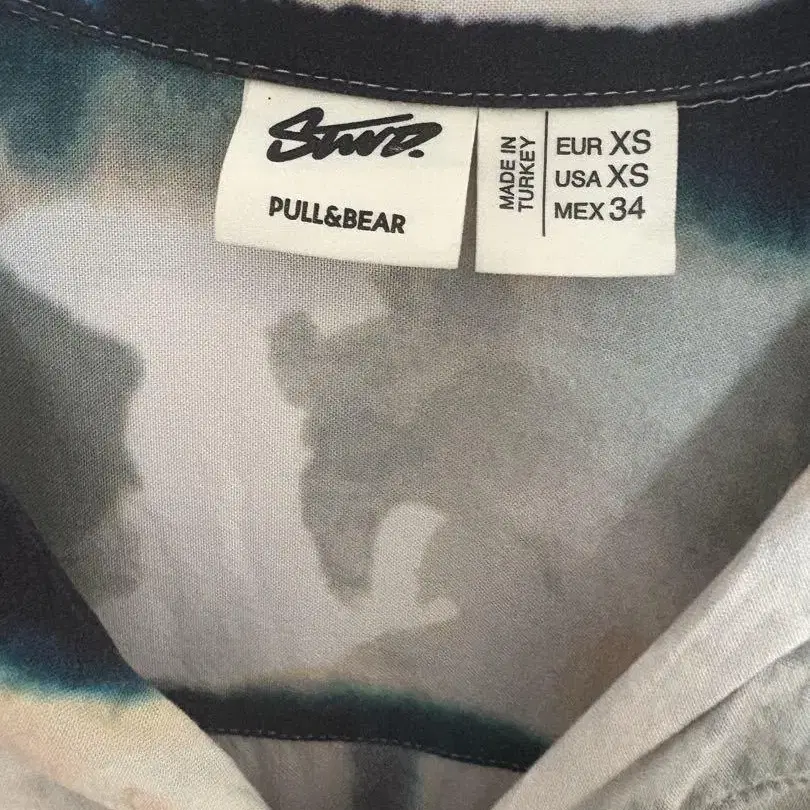 STWD.
PULL&BEAR
MADE IN
TURKEY
EUR XS
USA XS
MEX 34